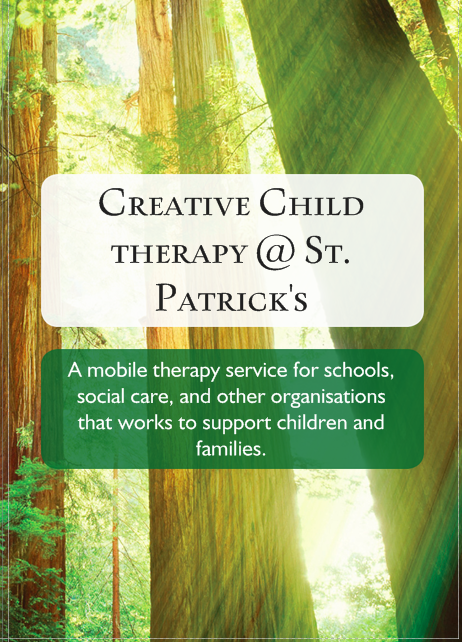 Creative Child
therapy @ St.
Patrick's
A mobile therapy service for schools,
social care, and other organisations
that works to support children and
families.